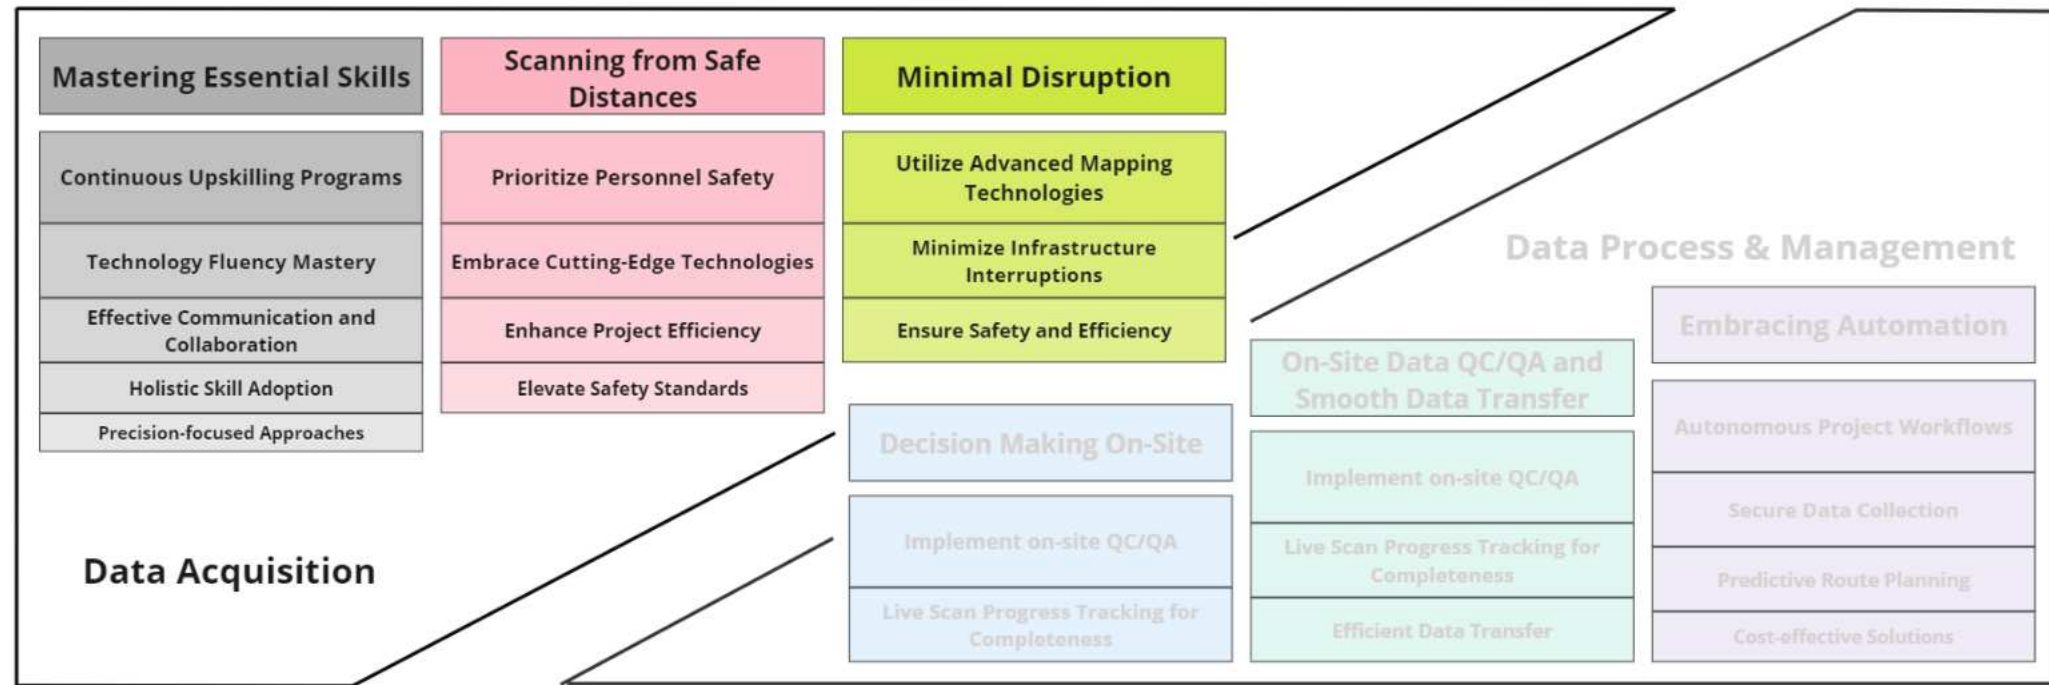 Mastering Essential Skills
Continuous Upskilling Programs
Technology Fluency Mastery
Effective Communication and
Collaboration
Holistic Skill Adoption
Precision-focused Approaches
Scanning from Safe
Distances
Prioritize Personnel Safety
Embrace Cutting-Edge Technologies
Enhance Project Efficiency
Elevate Safety Standards
Minimal Disruption
Utilize Advanced Mapping
Technologies
Minimize Infrastructure
Interruptions
Ensure Safety and Efficiency
Data Acquisition
Data Process & Management
Decision Making On-Site
Implement on-site QC/QA
Live Scan Progress Tracking for
Completeness
On-Site Data QC/QA and
Smooth Data Transfer
Implement on-site QC/QA
Live Scan Progress Tracking for
Completeness
Efficient Data Transfer
Embracing Automation
Autonomous Project Workflows
Secure Data Collection
Predictive Route Planning
Cost-effective Solutions